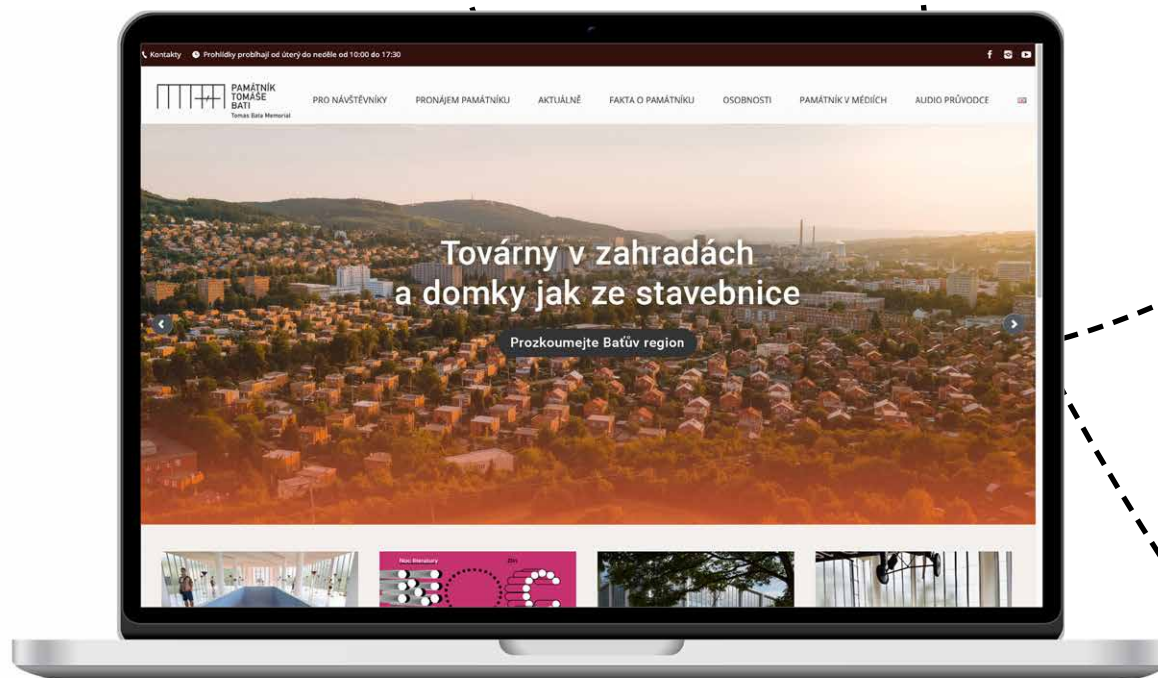 Kontakty
Prohlídky probíhají od úterý do neděle od 10:00 do 17:30
PAMÁTNÍK
TOMÁŠE
BATI
Tomas Bata Memorial
PRO NÁVŠTĚVNÍKY
PRONÁJEM PAMÁTNÍKU
AKTUÁLNĚ
FAKTA O PAMÁTNÍKU
OSOBNOSTI
PAMÁTNÍK V MÉDIÍCH
AUDIO PRŮVODCE
Továrny v zahradách
a domky jak ze stavebnice
Prozkoumejte Baťův region
Noc literatury